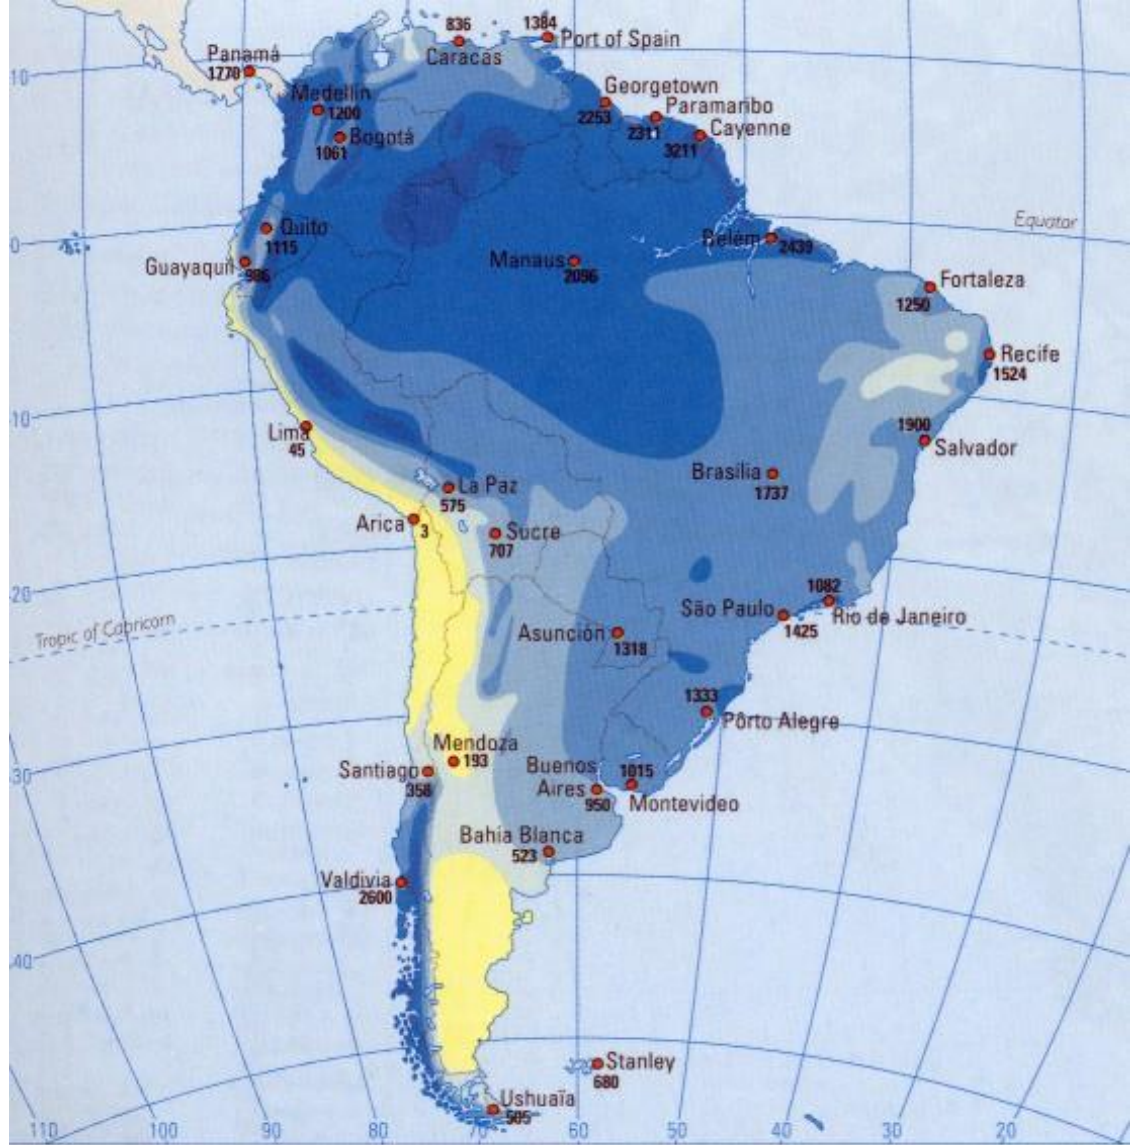 836
1384
Caracas
Port of Spain
Panamá
1770
10
Medellín
1200
Georgetown
2253
Paramaribo
2311
Cayenne
3211
Bogotá
1061
Quito
1115
Equator
0
Guayaquil
986
Manaus
2096
Belém
2439
Fortaleza
1250
Recife
1524
10
Lima
45
1900
Salvador
La Paz
575
Brasília
1737
Arica
3
Sucre
707
20
Tropic of Capricorn
São Paulo
1425
1082
Rio de Janeiro
Asunción
1318
1333
Pôrto Alegre
30
Mendoza
193
Santiago
358
Buenos
Aires
950
1015
Montevideo
Bahía Blanca
523
Valdivia
2600
40
Stanley
680
Ushuaïa
505
110
100
90
80
70
60
50
40
30
20